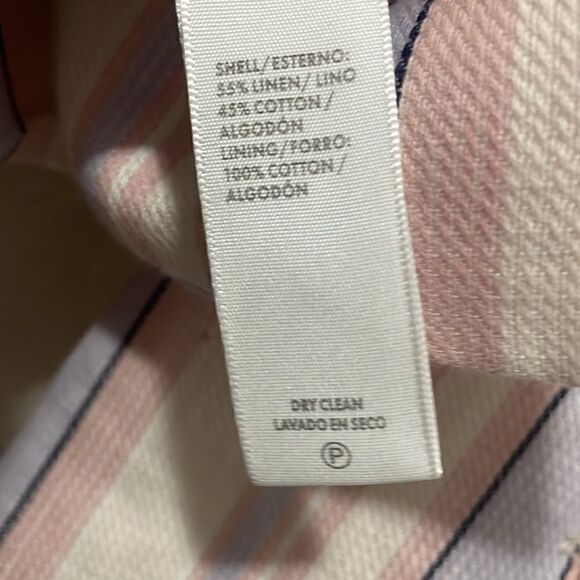 SHELL/ESTERNO:
55% LINEN/ LINO
45% COTTON /
ALGODÓN
LINING/FORRO:
100% COTTON/
ALGODÓN
DRY CLEAN
LAVADO EN SECO
P